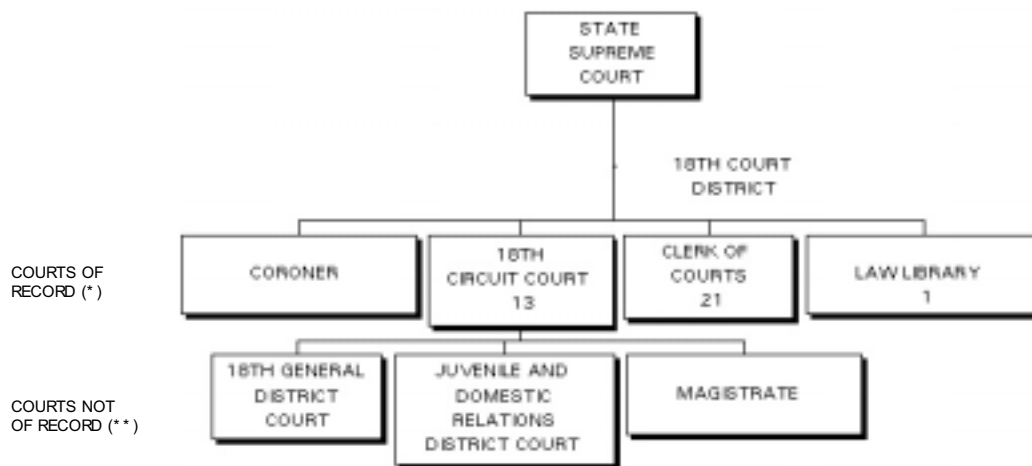 STATE
SUPREME
COURT
18TH COURT
DISTRICT
COURTS OF
RECORD (*)
CORONER
18TH
CIRCUIT COURT
13
CLERK OF
COURTS
21
LAW LIBRARY
1
COURTS NOT
OF RECORD (**)
18TH GENERAL
DISTRICT
COURT
JUVENILE AND
DOMESTIC
RELATIONS
DISTRICT COURT
MAGISTRATE